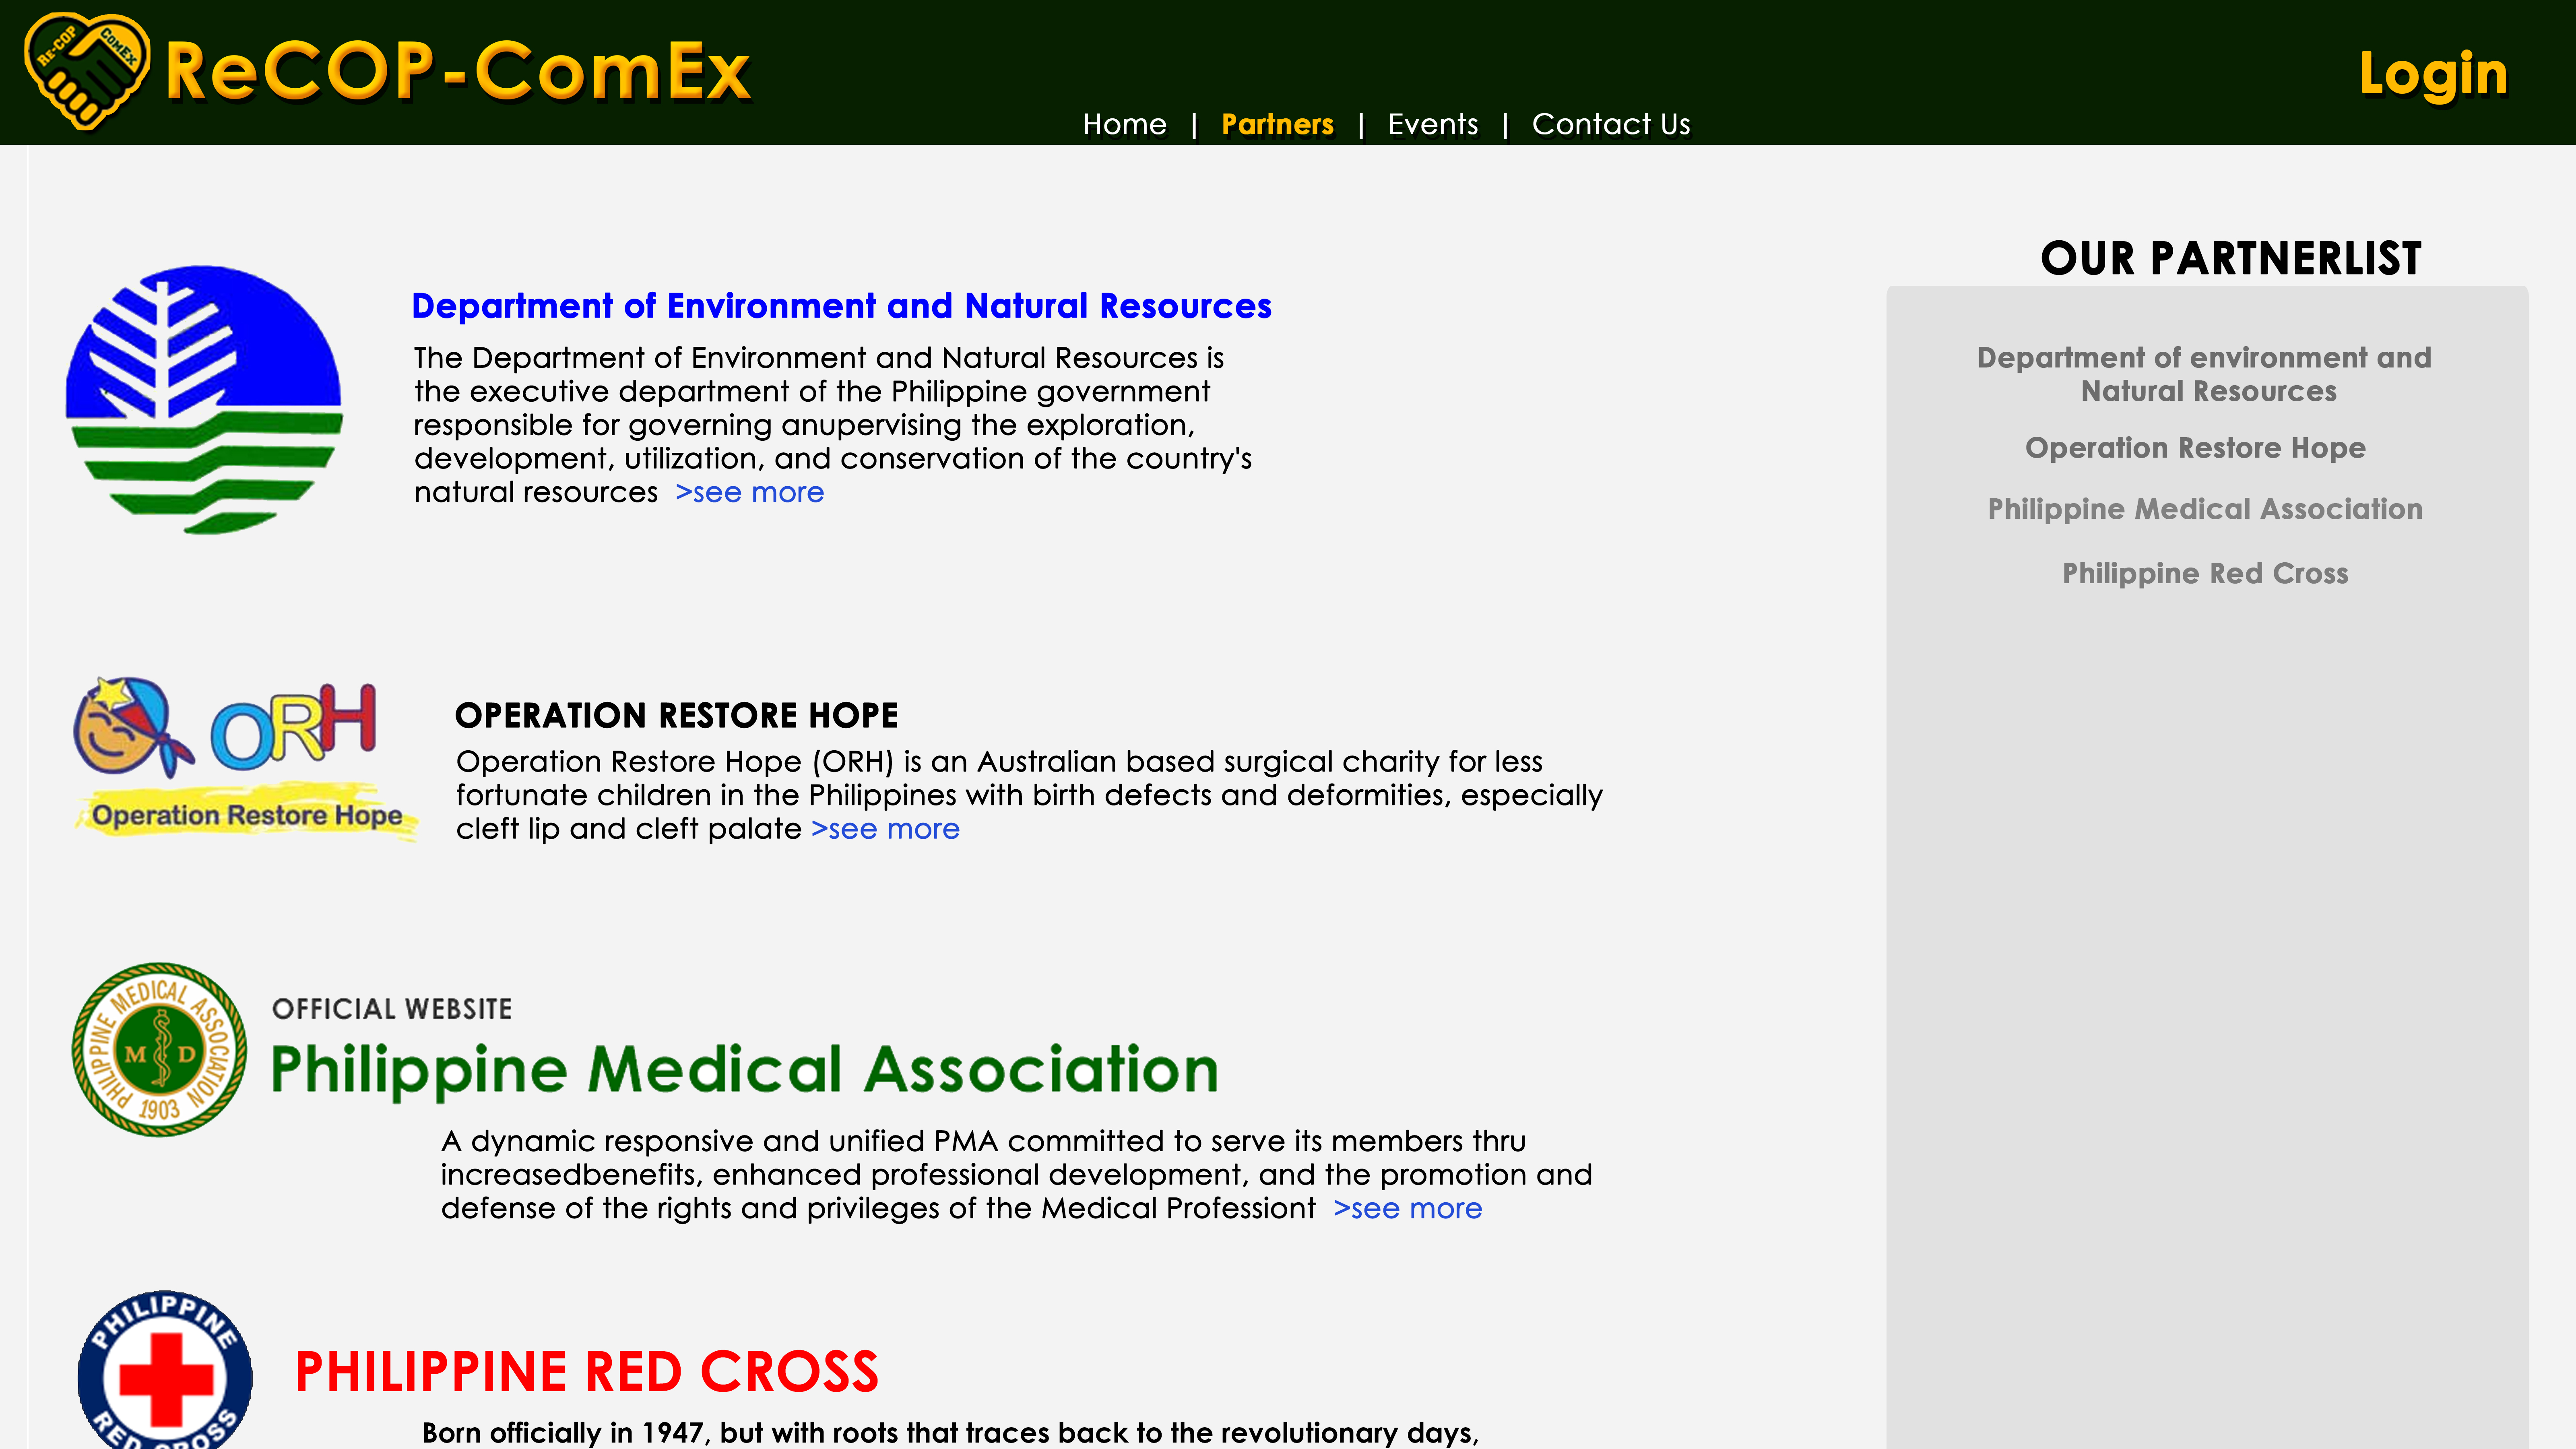 RE-COP COMEX
ReCOP-ComEx
Login
Home | Partners | Events | Contact Us
OUR PARTNERLIST
Department of environment and
Natural Resources
Operation Restore Hope
Philippine Medical Association
Philippine Red Cross
Department of Environment and Natural Resources
The Department of Environment and Natural Resources is
the executive department of the Philippine government
responsible for governing anupervising the exploration,
development, utilization, and conservation of the country's
natural resources >see more
ORH
Operation Restore Hope
OPERATION RESTORE HOPE
Operation Restore Hope (ORH) is an Australian based surgical charity for less
fortunate children in the Philippines with birth defects and deformities, especially
cleft lip and cleft palate >see more
PHILIPPINE MEDICAL ASSOCIATION
M D
1903
OFFICIAL WEBSITE
Philippine Medical Association
A dynamic responsive and unified PMA committed to serve its members thru
increasedbenefits, enhanced professional development, and the promotion and
defense of the rights and privileges of the Medical Professiont >see more
PHILIPPINE
RED CROSS
PHILIPPINE RED CROSS
Born officially in 1947, but with roots that traces back to the revolutionary days,